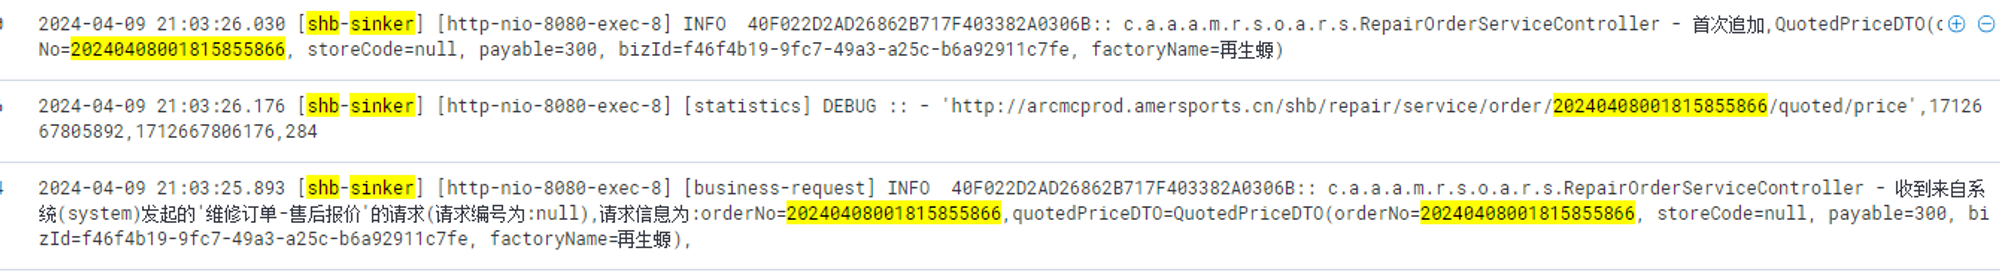 2024-04-09 21:03:26.030 [shb-sinker] [http-nio-8080-exec-8] INFO  40F022D2AD26862B717F403382A0306B:: c.a.a.a.m.r.s.o.a.r.s.RepairOrderServiceController - 首次追加,QuotedPriceDTO(
No=20240408001815855866, storeCode=null, payable=300, bizId=f46f4b19-9fc7-49a3-a25c-b6a92911c7fe, factoryName=再生螈)
2024-04-09 21:03:26.176 [shb-sinker] [http-nio-8080-exec-8] [statistics] DEBUG :: - 'http://arcmcprod.amersports.cn/shb/repair/service/order/20240408001815855866/quoted/price',17126
67805892,1712667806176,284
2024-04-09 21:03:25.893 [shb-sinker] [http-nio-8080-exec-8] [business-request] INFO  40F022D2AD26862B717F403382A0306B:: c.a.a.a.m.r.s.o.a.r.s.RepairOrderServiceController - 收到来自系
统(system)发起的'维修订单-售后报价'的请求(请求编号为:null),请求信息为:orderNo=20240408001815855866,quotedPriceDTO=QuotedPriceDTO(orderNo=20240408001815855866, storeCode=null, payable=300, bi
zId=f46f4b19-9fc7-49a3-a25c-b6a92911c7fe, factoryName=再生螈),